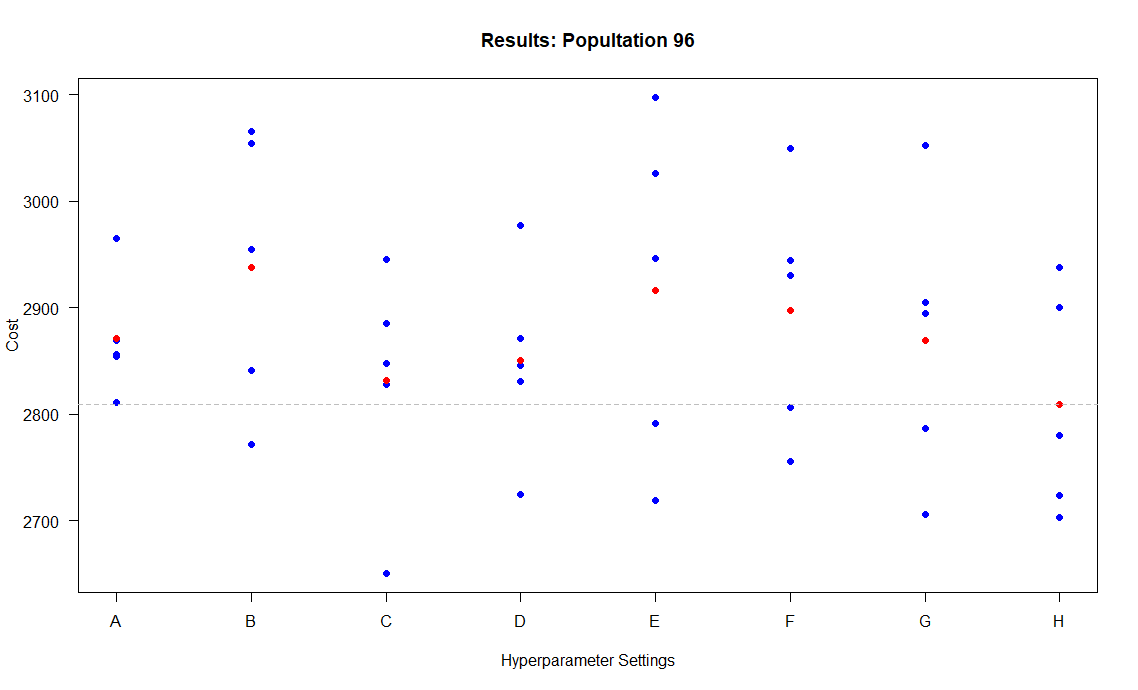 Results: Popultation 96
Cost
3100
3000
2900
2800
2700
A B C D E F G H
Hyperparameter Settings